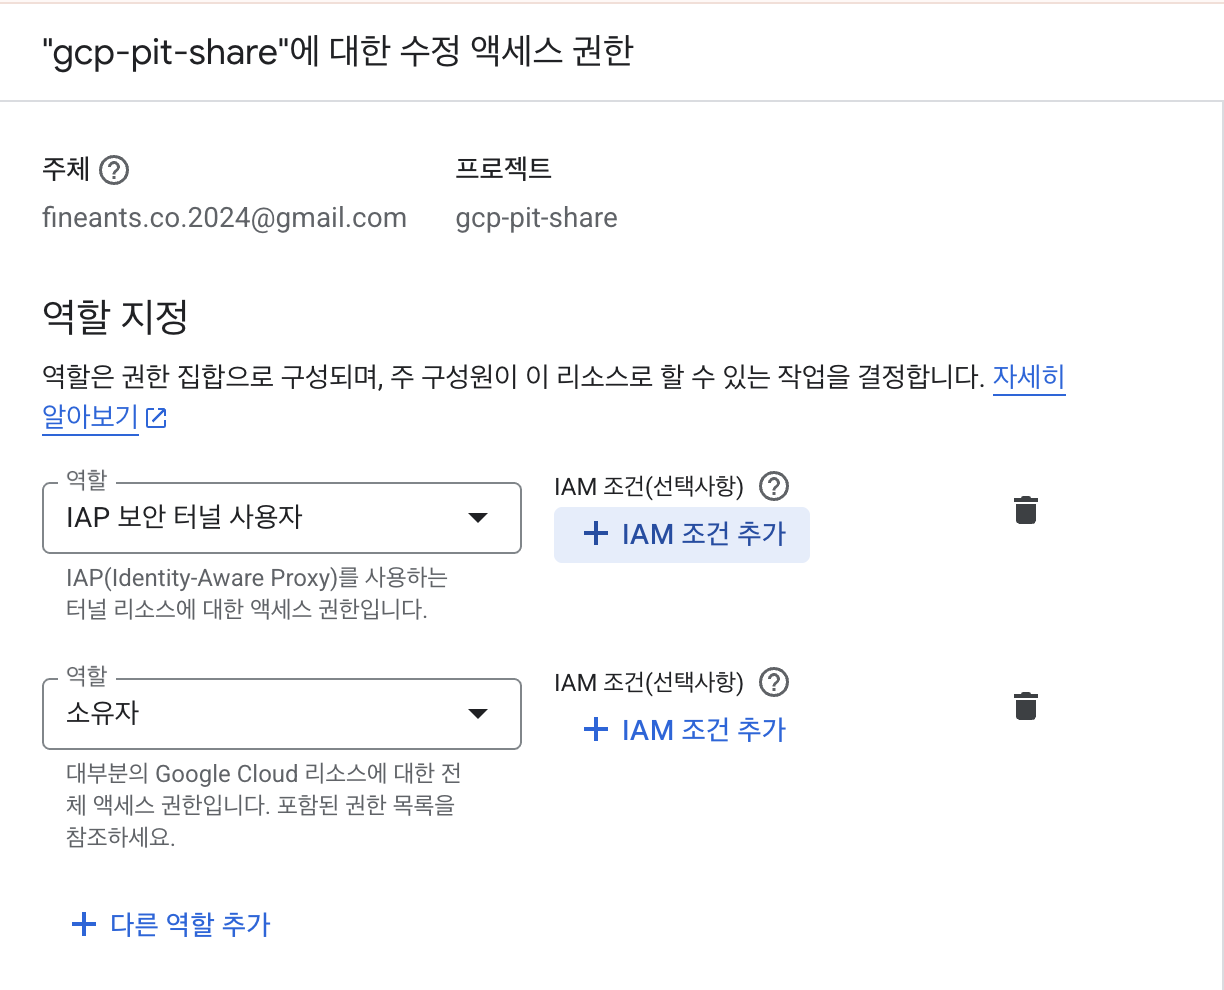 "gcp-pit-share"에 대한 수정 액세스 권한
주체
프로젝트
fineants.co.2024@gmail.com
gcp-pit-share
역할 지정
역할은 권한 집합으로 구성되며, 주 구성원이 이 리소스로 할 수 있는 작업을 결정합니다. 자세히
알아보기
역할
IAP 보안 터널 사용자
IAM 조건(선택사항)
+ IAM 조건 추가
IAP(Identity-Aware Proxy)를 사용하는
터널 리소스에 대한 액세스 권한입니다.
역할
소유자
IAM 조건(선택사항)
+ IAM 조건 추가
대부분의 Google Cloud 리소스에 대한 전
체 액세스 권한입니다. 포함된 권한 목록을
참조하세요.
+ 다른 역할 추가